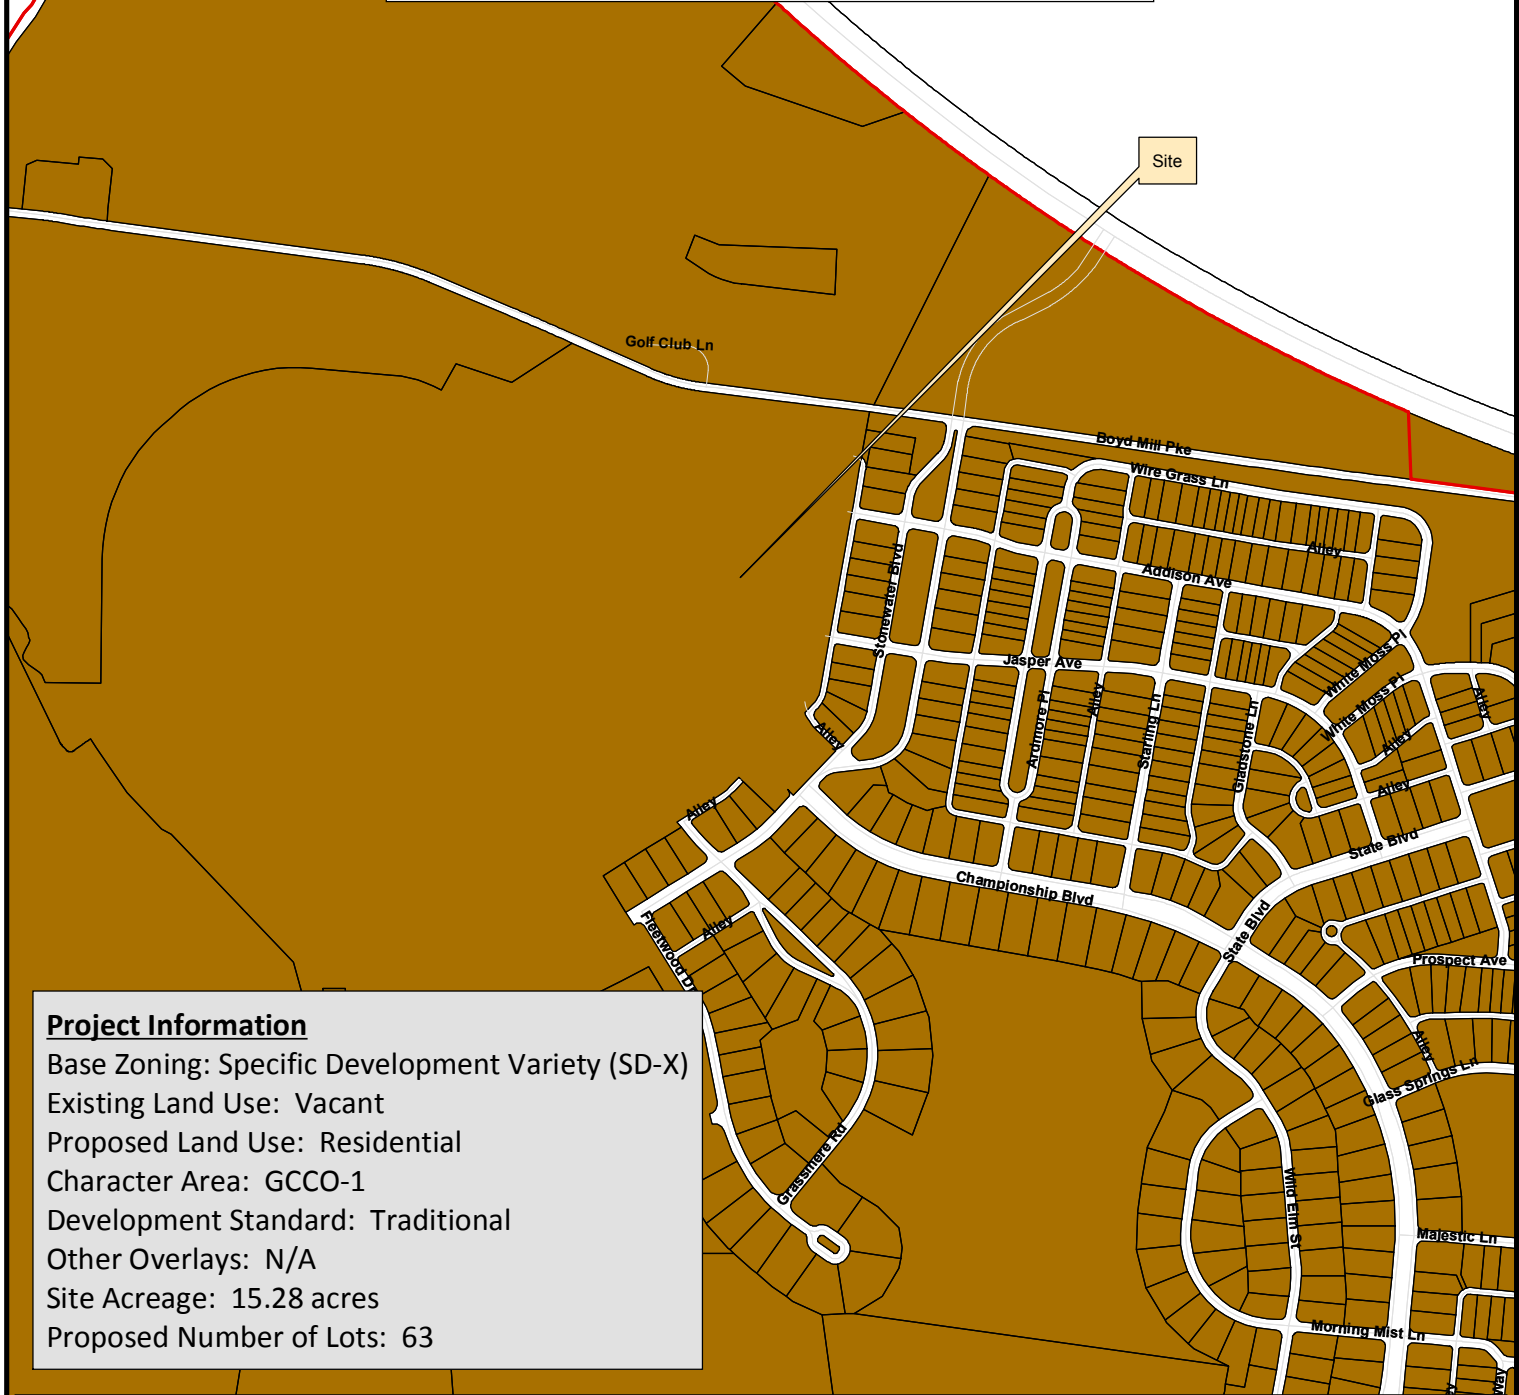 Site
Golf Club Ln
Boyd Mill Pke
Wire Grass Ln
Alley
Addison Ave
Stonewater Blvd
Jasper Ave
White Moss Pl
White Moss Pl
Alley
Ardmore Pl
Alley
Starling Ln
Gladstone Ln
Alley
Alley
Alley
Alley
State Blvd
Championship Blvd
Fleetwood Dr
Alley
State Blvd
Prospect Ave
Alley
Glass Springs Ln
Grassmere Rd
Wild Elm St
Majestic Ln
Morning Mist Ln
Way
Project Information
Base Zoning: Specific Development Variety (SD-X)
Existing Land Use: Vacant
Proposed Land Use: Residential
Character Area: GCCO-1
Development Standard: Traditional
Other Overlays: N/A
Site Acreage: 15.28 acres
Proposed Number of Lots: 63